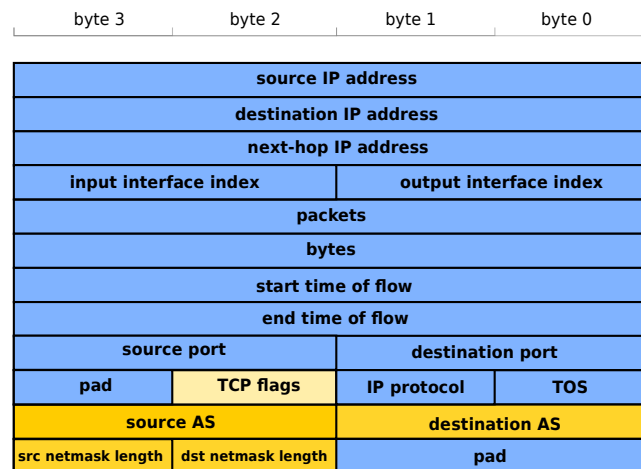 byte 3 byte 2 byte 1 byte 0
source IP address
destination IP address
next-hop IP address
input interface index output interface index
packets
bytes
start time of flow
end time of flow
source port destination port
pad TCP flags IP protocol TOS
source AS destination AS
src netmask length dst netmask length pad